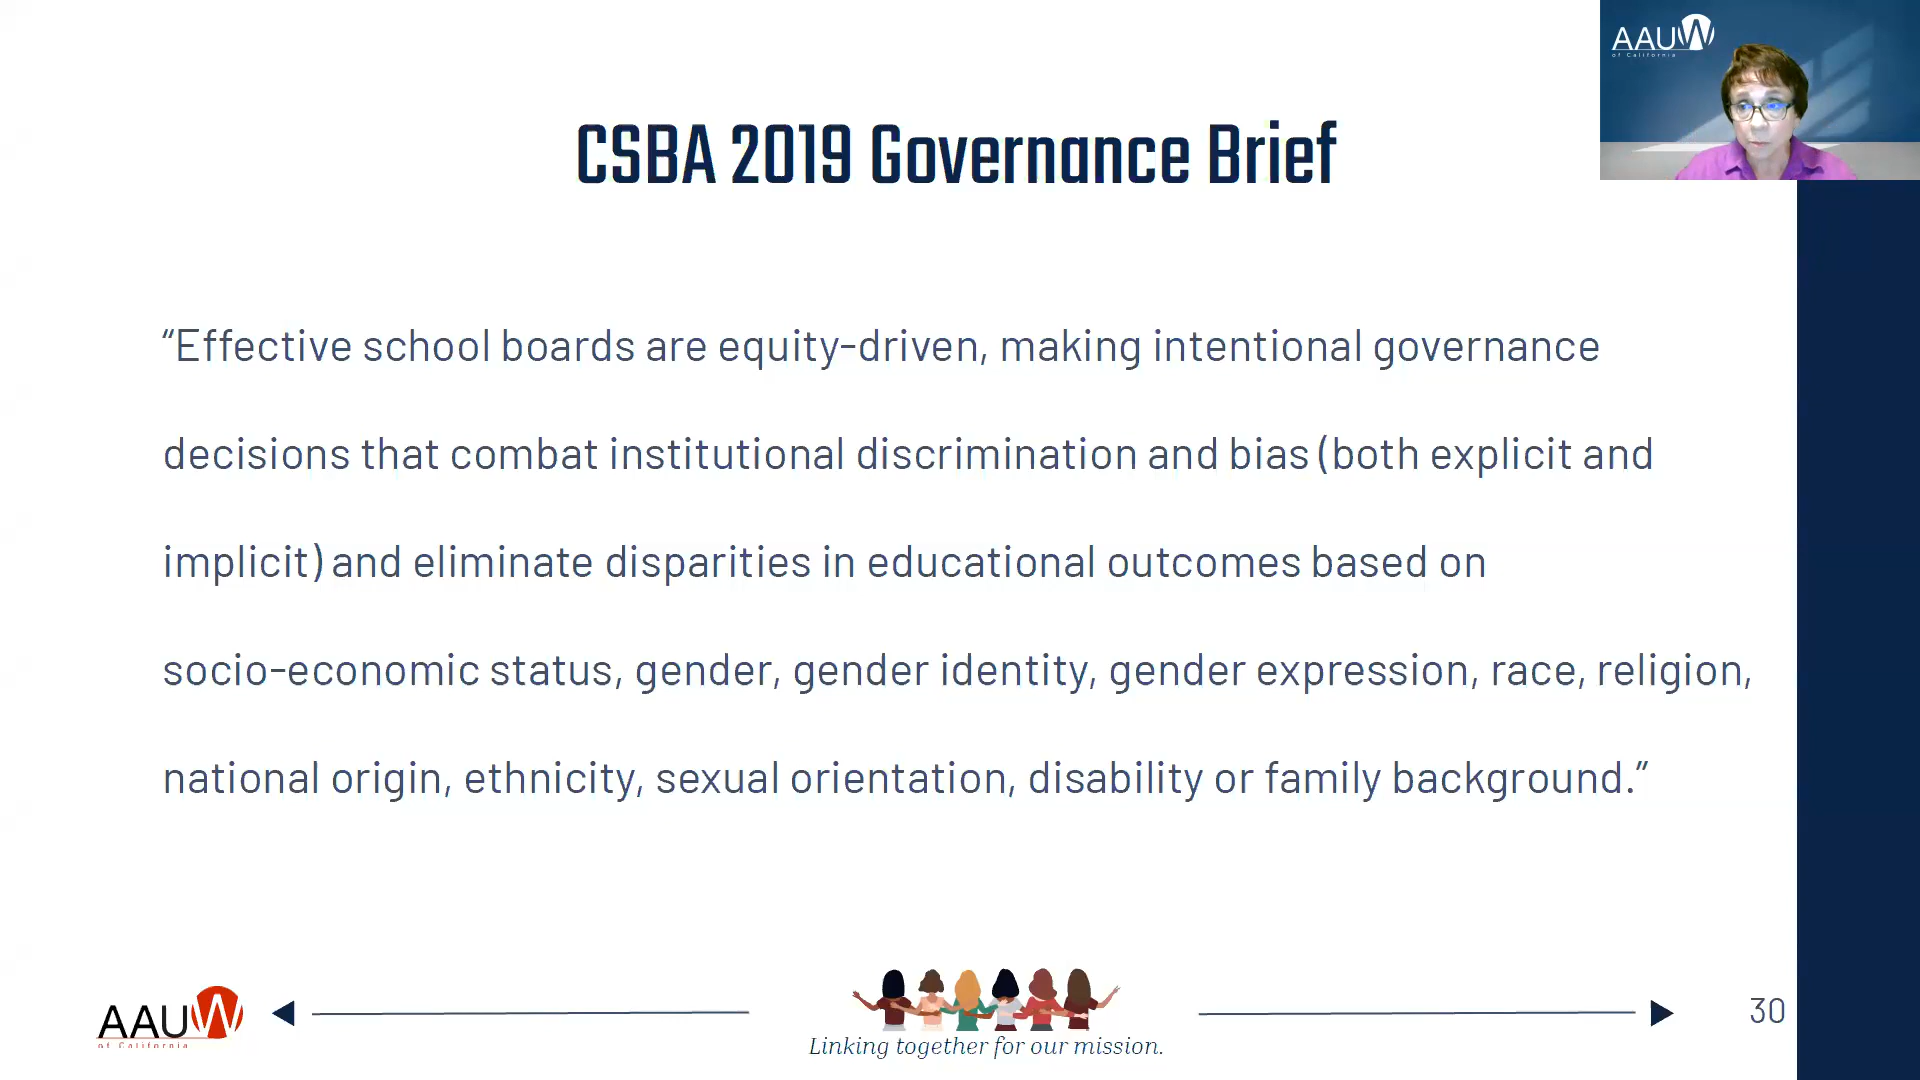 AAUW
of California
CSBA 2019 Governance Brief
“Effective school boards are equity-driven, making intentional governance
decisions that combat institutional discrimination and bias (both explicit and
implicit) and eliminate disparities in educational outcomes based on
socio-economic status, gender, gender identity, gender expression, race, religion,
national origin, ethnicity, sexual orientation, disability or family background.”
AAUW
of California
Linking together for our mission.
30